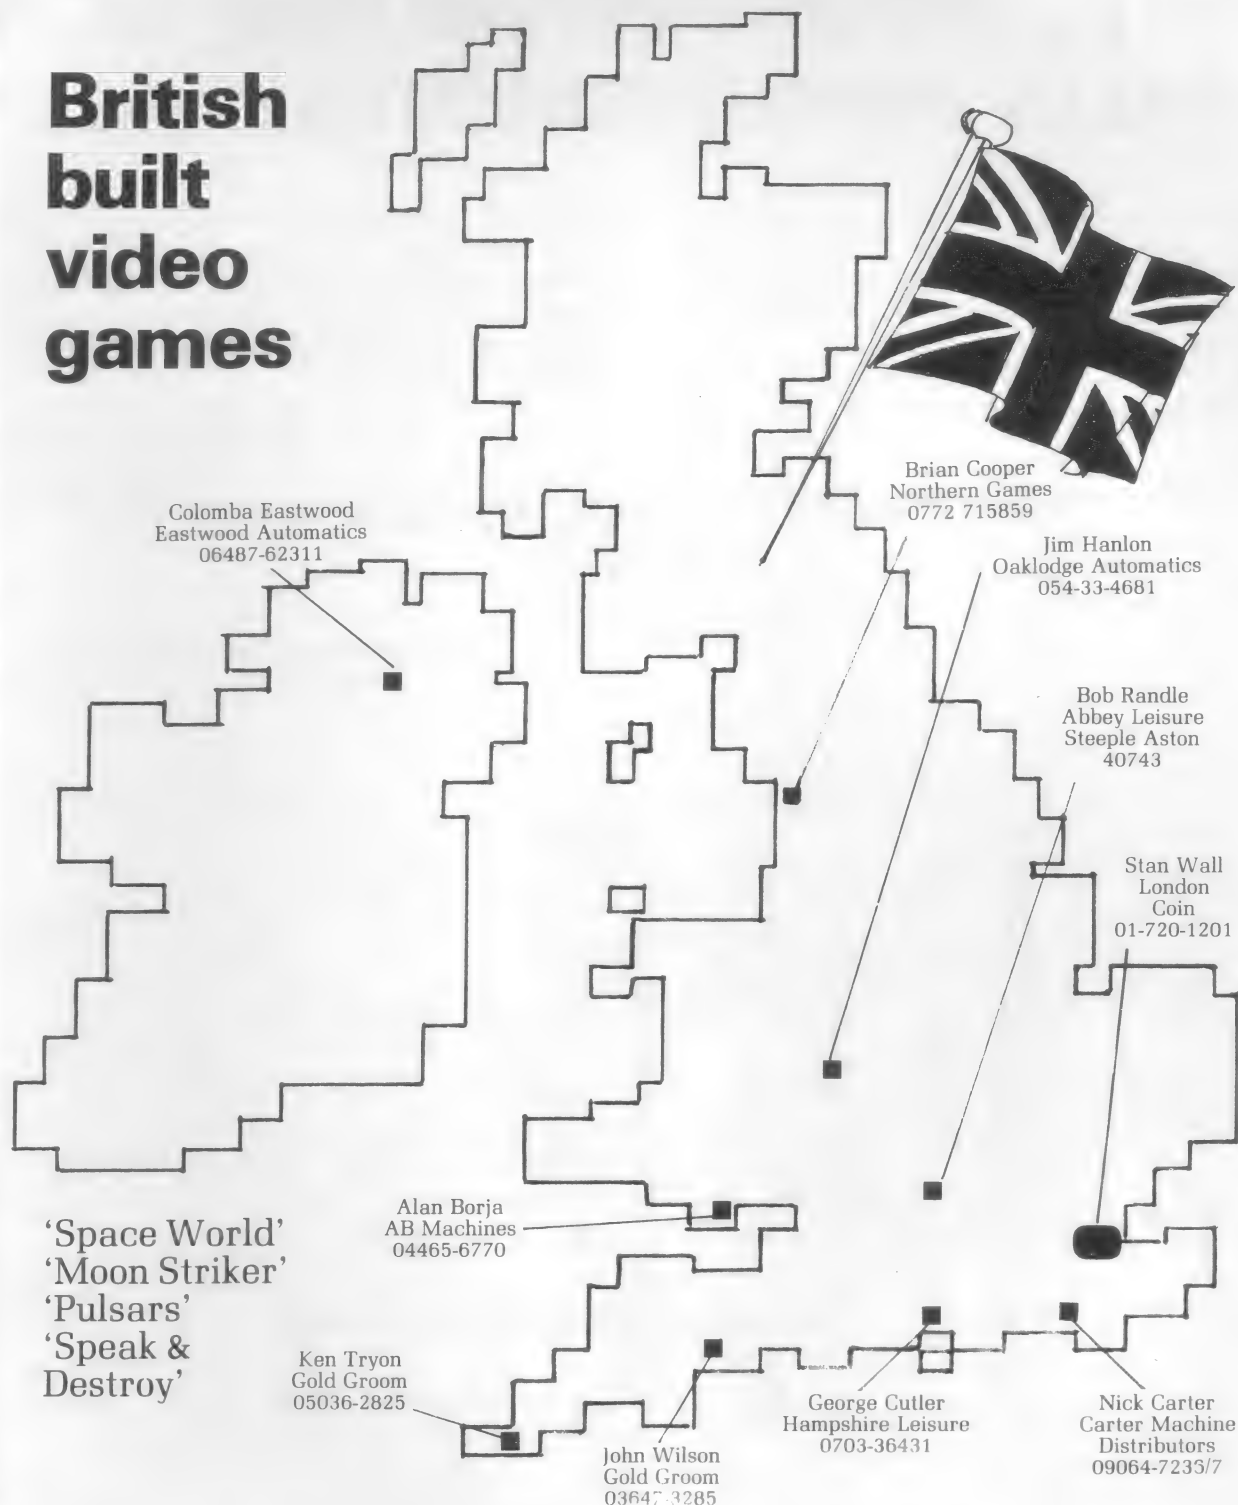 British
built
video
games
Brian Cooper
Northern Games
0772 715859
Colomba Eastwood
Eastwood Automatics
06487-62311
Jim Hanlon
Oaklodge Automatics
054-33-4681
Bob Randle
Abbey Leisure
Steeple Aston
40743
Stan Wall
London
Coin
01-720-1201
Alan Borja
AB Machines
04465-6770
'Space World'
'Moon Striker'
'Pulsars'
'Speak &
Destroy'
Ken Tryon
Gold Groom
05036-2825
John Wilson
Gold Groom
03647-3285
George Cutler
Hampshire Leisure
0703-36431
Nick Carter
Carter Machine
Distributors
09064-7235/7